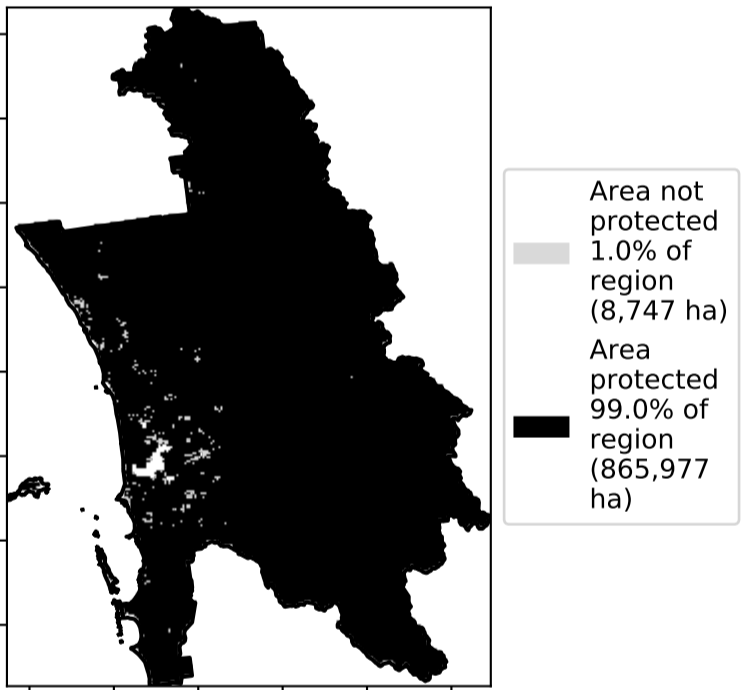 Area not
protected
1.0% of
region
(8,747 ha)
Area
protected
99.0% of
region
(865,977
ha)